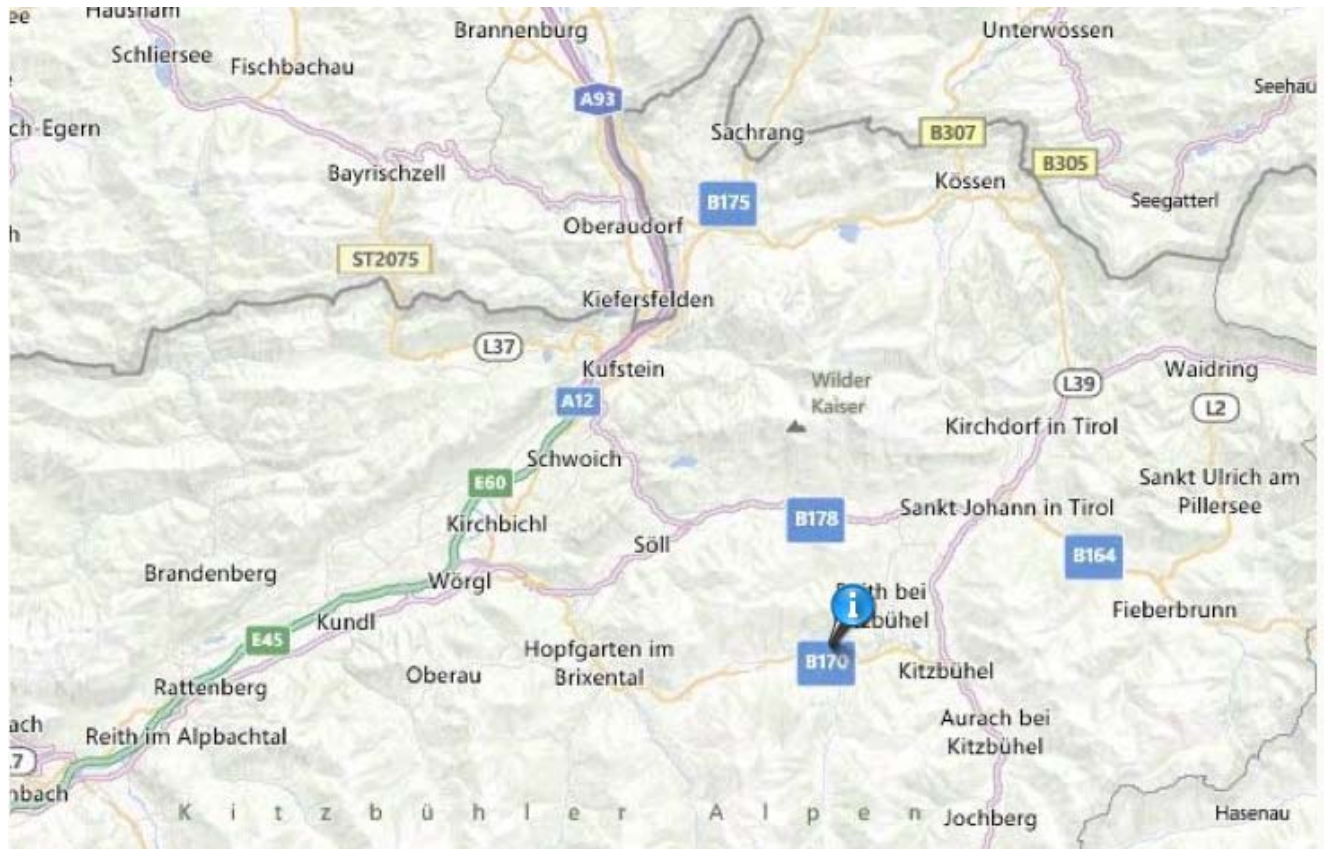 Hausham
Brannenburg
Unterwössen
Schliersee
Fischbachau
Seehau
A93
ch-Egern
Sachrang
B307
B305
Bayrischzell
Kössen
Seegatterl
B175
Oberaudorf
ST2075
Kiefersfelden
L37
Kufstein
Wilder
Kaiser
L39
Waidring
L2
A12
Kirchdorf in Tirol
Schwoich
Sankt Ulrich am
Pillersee
E60
Sankt Johann in Tirol
B178
Kirchbichl
Söll
B164
Brandenberg
Wörgl
i
bei
Fieberbrunn
Kundl
E45
Hopfgarten im
Brixental
B170
Kitzbühel
Oberau
Rattenberg
ach
Reith im Alpbachtal
Aurach bei
Kitzbühel
nbach
Kitzbühler Alpen
Jochberg
Hasenau